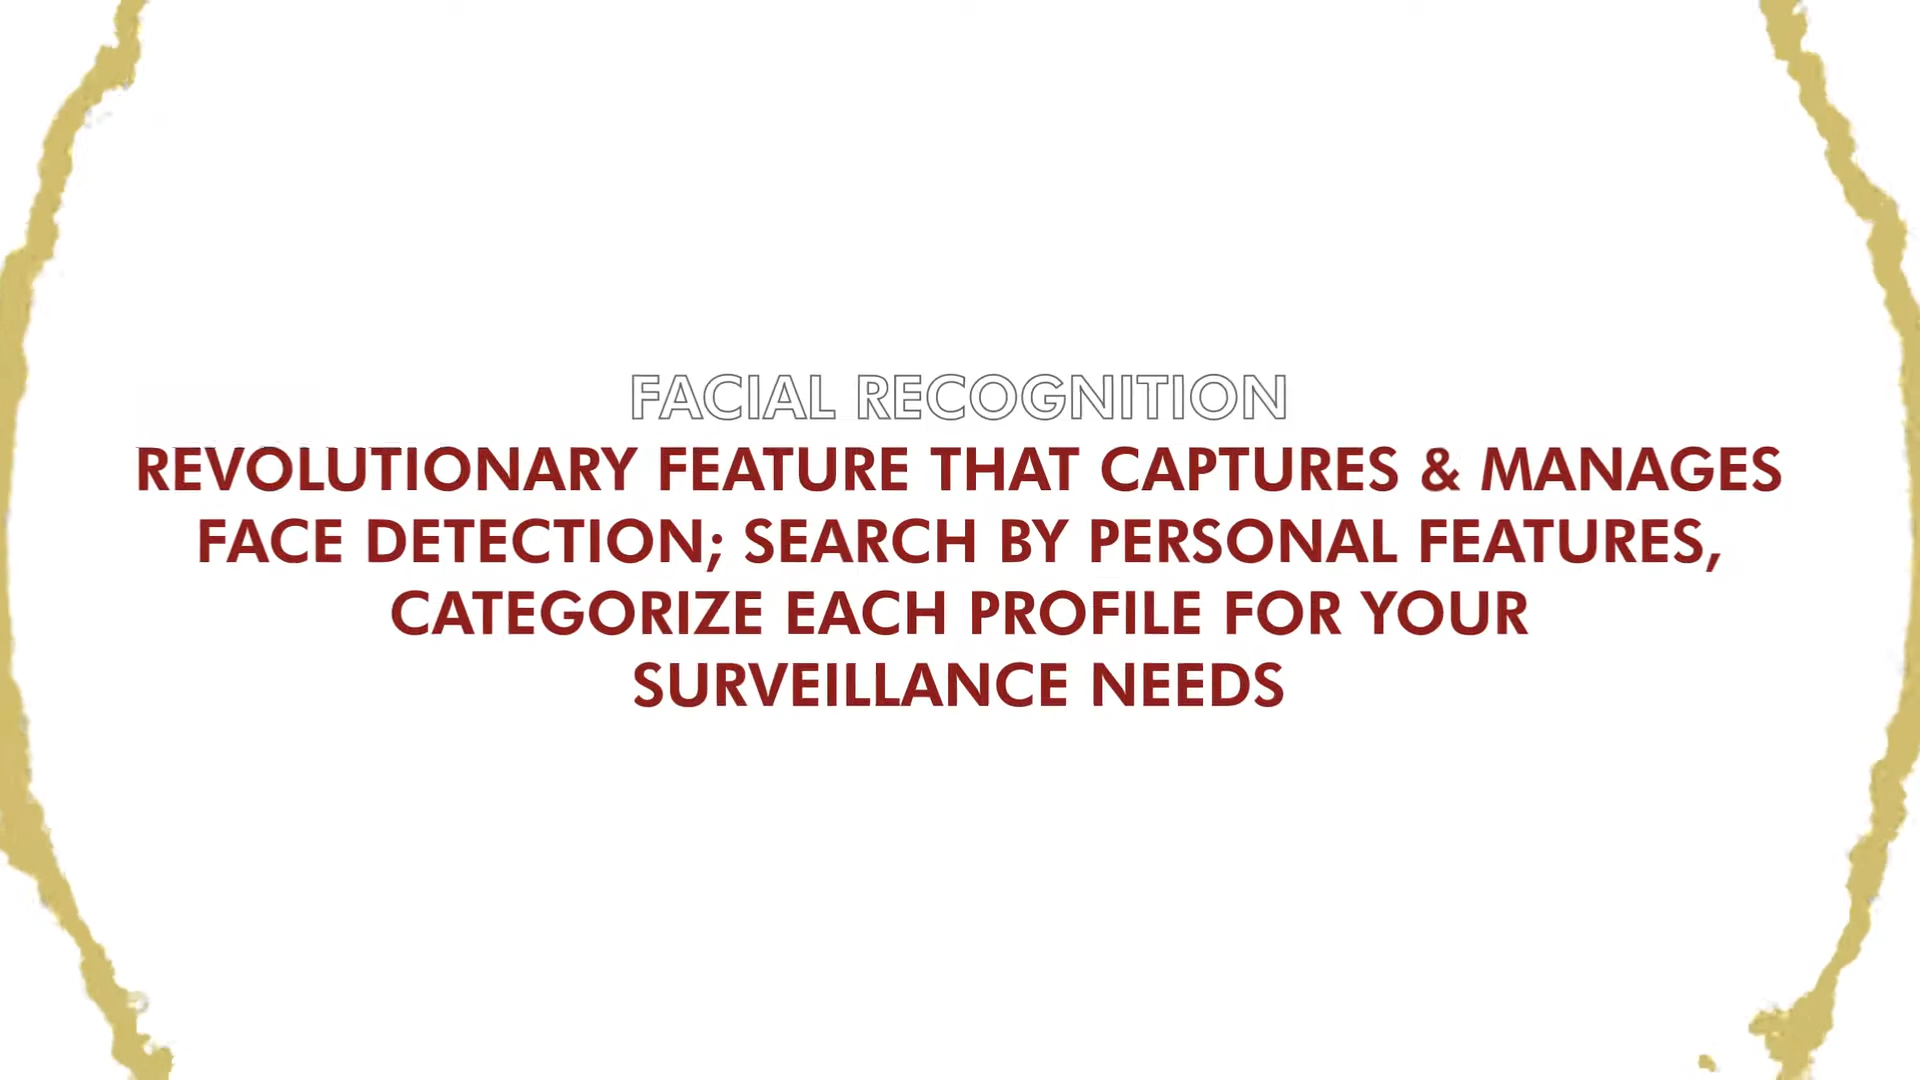 FACIAL RECOGNITION
REVOLUTIONARY FEATURE THAT CAPTURES & MANAGES
FACE DETECTION; SEARCH BY PERSONAL FEATURES,
CATEGORIZE EACH PROFILE FOR YOUR
SURVEILLANCE NEEDS